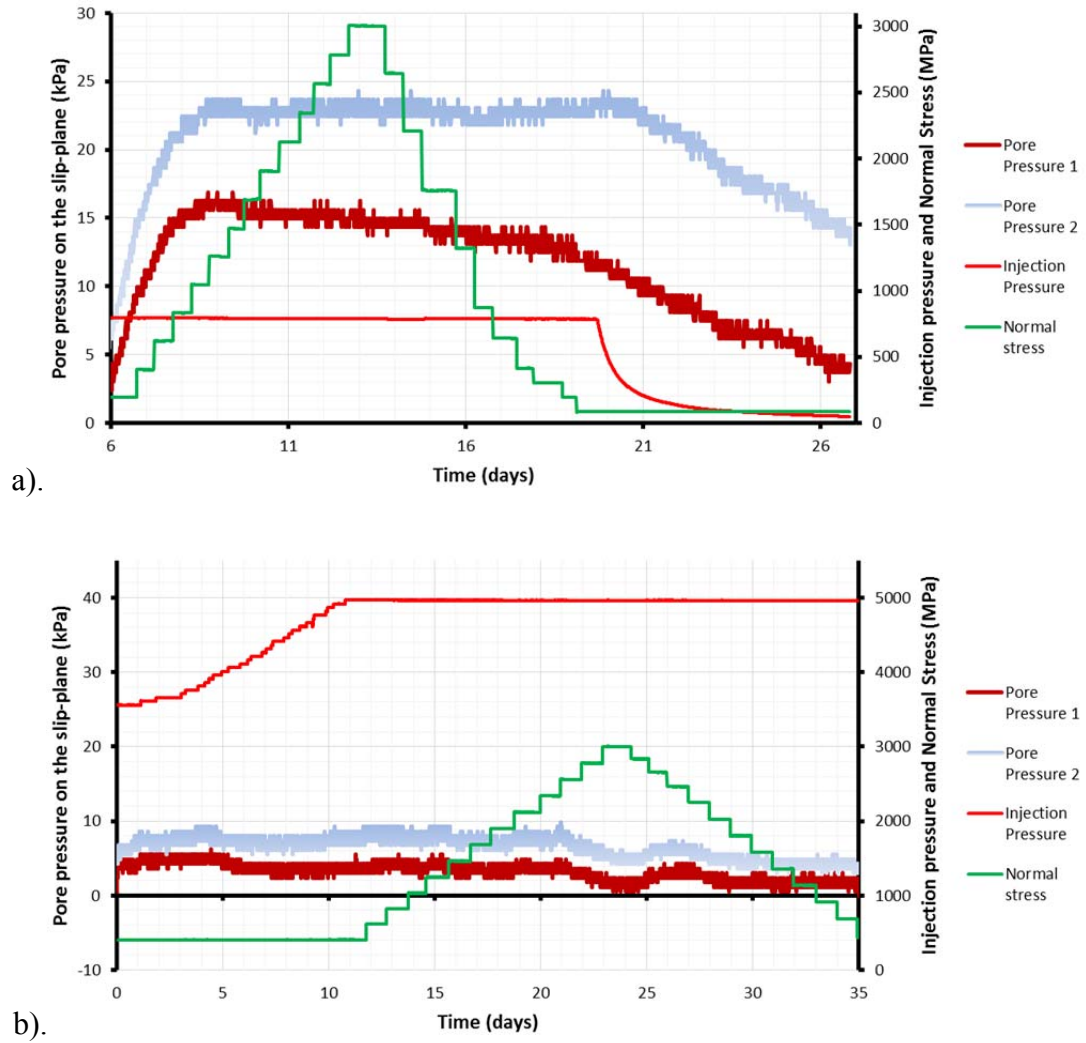 30
25
20
15
10
5
0
Pore pressure on the slip-plane (kPa)
3000
2500
2000
1500
1000
500
0
Injection pressure and Normal Stress (MPa)
6
11
16
21
26
Time (days)
Pore
Pressure 1
Pore
Pressure 2
Injection
Pressure
Normal
stress
a).
40
30
20
10
0
-10
Pore pressure on the slip-plane (kPa)
5000
4000
3000
2000
1000
0
Injection pressure and Normal Stress (MPa)
0
5
10
15
20
25
30
35
Time (days)
Pore
Pressure 1
Pore
Pressure 2
Injection
Pressure
Normal
stress
b).